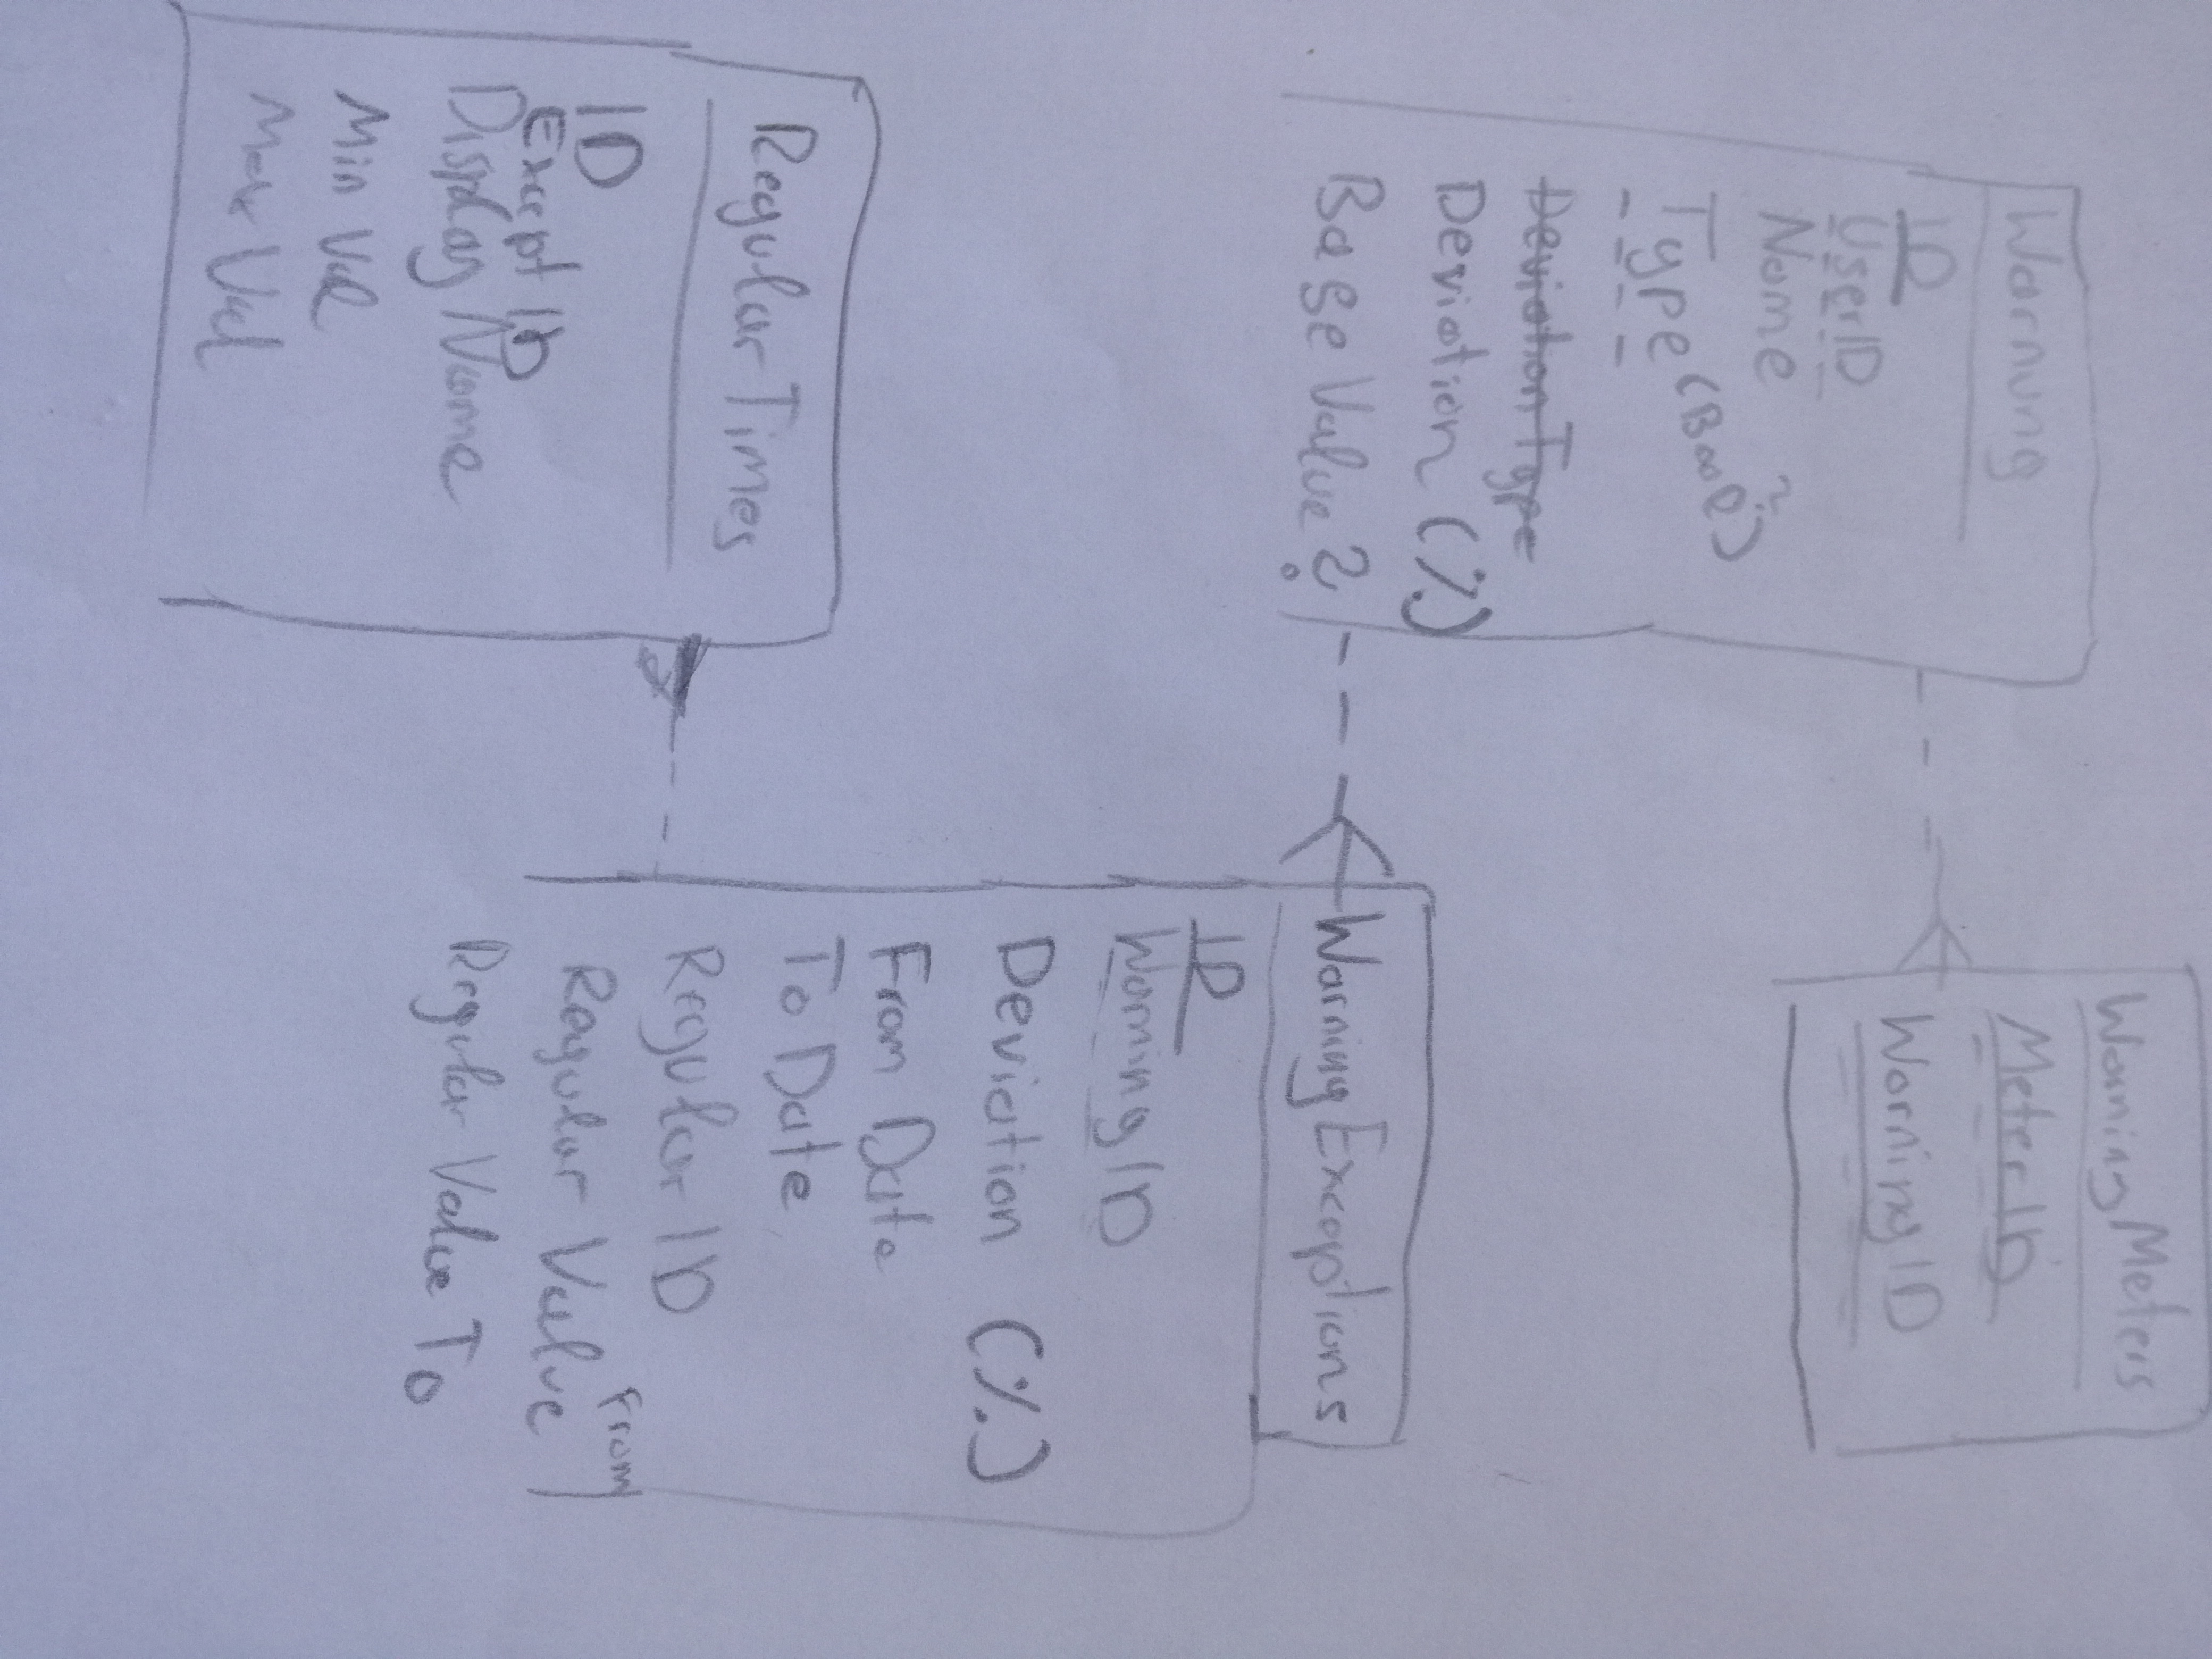 Warnung
ID
UserID
Name
Type (Bool?)
Deviation Type
Deviation (%)
Base Value ?
WarningMeters
MeterID
WarningID
WarningExceptions
ID
WarningID
Deviation (%)
From Date
To Date
Regular ID
Regular Value From
Regular Value To
Regular Times
ID
Except ID
Display Name
Min Val
Max Val